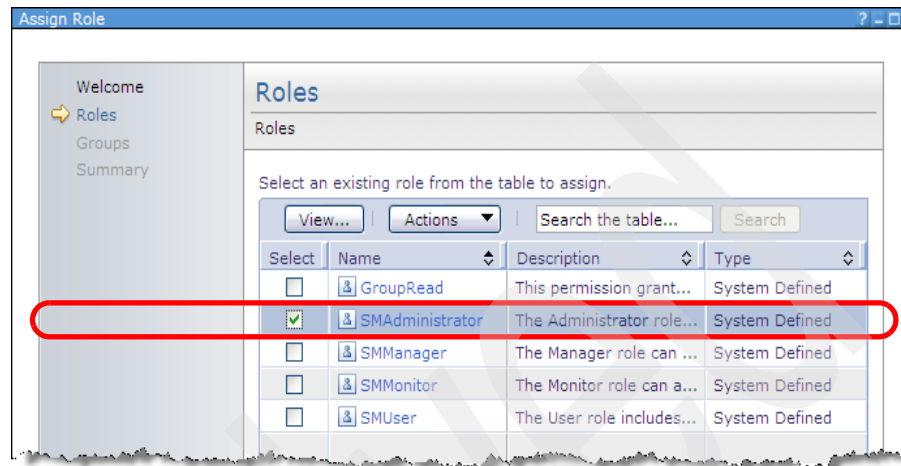 Assign Role ? – □
Welcome
Roles
Groups
Summary
Roles
Roles
Select an existing role from the table to assign.
View... Actions Search the table... Search
Select Name Description Type
GroupRead This permission grant... System Defined
SMAdministrator The Administrator role... System Defined
SMManager The Manager role can ... System Defined
SMMonitor The Monitor role can a... System Defined
SMUser The User role includes... System Defined